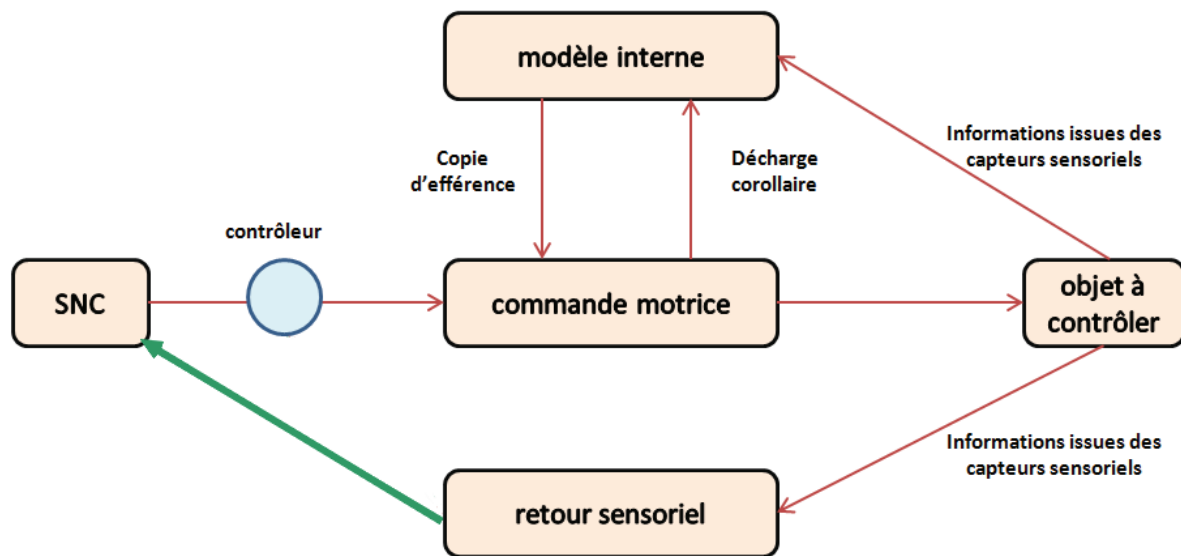 modèle interne
Informations issues des
capteurs sensoriels
Copie
d'efférence
Décharge
corollaire
contrôleur
SNC
commande motrice
objet à
contrôler
Informations issues des
capteurs sensoriels
retour sensoriel